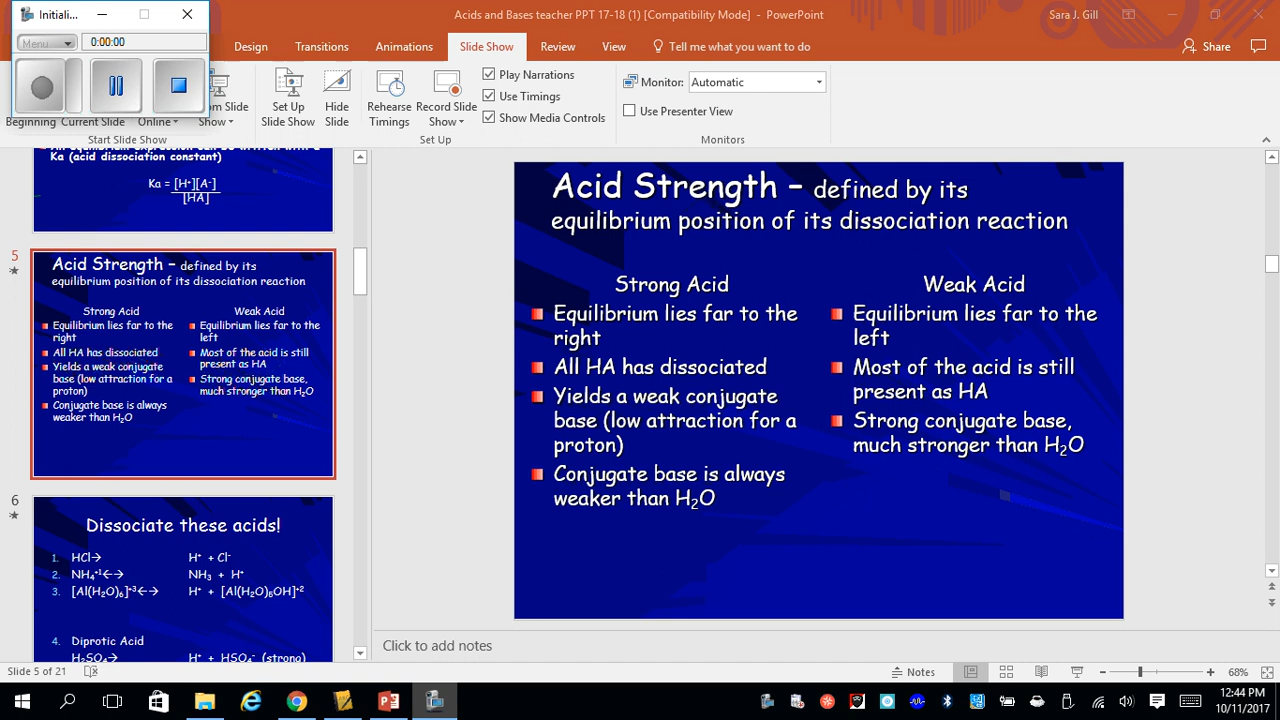 Initiali...
Menu
0:00:00
Acids and Bases teacher PPT 17-18 (1) [Compatibility Mode] - PowerPoint
Sara J. Gill
Design Transitions Animations Slide Show Review View Tell me what you want to do
Share
Beginning
Current Slide
Online
Show
Set Up
Slide Show
Hide
Slide
Rehearse
Timings
Record Slide
Show
Play Narrations
Use Timings
Show Media Controls
Monitor: Automatic
Use Presenter View
Start Slide Show
Set Up
Monitors
Ka (acid dissociation constant)
Ka = [H+][A-]
[HA]
5
Acid Strength – defined by its
equilibrium position of its dissociation reaction
Strong Acid
Equilibrium lies far to the
right
All HA has dissociated
Yields a weak conjugate
base (low attraction for a
proton)
Conjugate base is always
weaker than H2O
Weak Acid
Equilibrium lies far to the
left
Most of the acid is still
present as HA
Strong conjugate base,
much stronger than H2O
6
Dissociate these acids!
1. HCl→ H+ + Cl-
2. NH4+1←→ NH3 + H+
3. [Al(H2O)6]+3←→ H+ + [Al(H2O)6OH]+2
4. Diprotic Acid
H2SO4→ H+ + HSO4- (strong)
Acid Strength – defined by its
equilibrium position of its dissociation reaction
Strong Acid
Equilibrium lies far to the
right
All HA has dissociated
Yields a weak conjugate
base (low attraction for a
proton)
Conjugate base is always
weaker than H2O
Weak Acid
Equilibrium lies far to the
left
Most of the acid is still
present as HA
Strong conjugate base,
much stronger than H2O
Click to add notes
Slide 5 of 21
Notes
68%
12:44 PM
10/11/2017